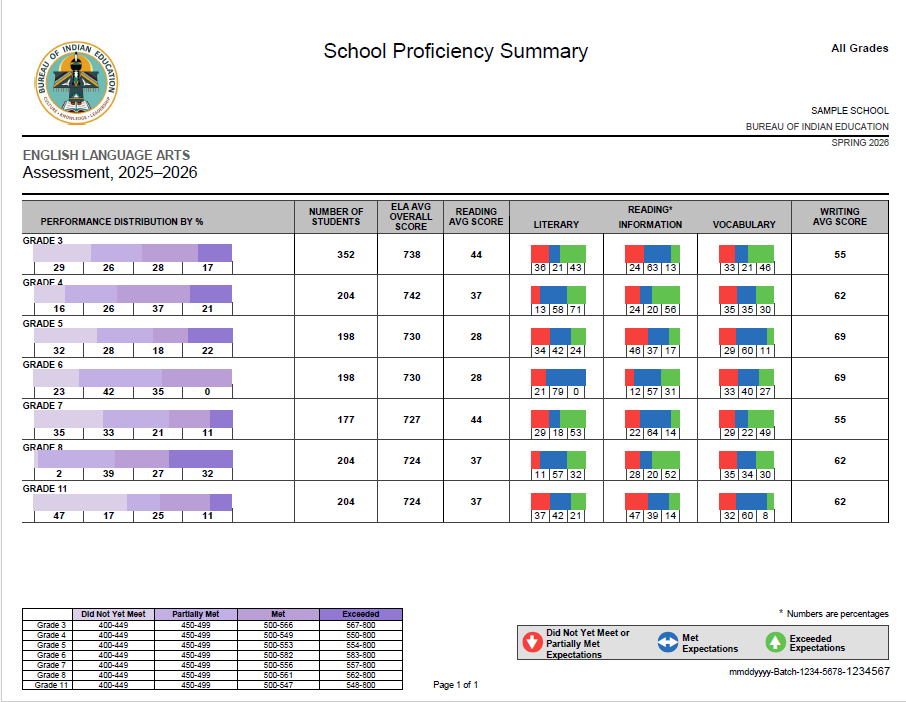 BUREAU OF INDIAN EDUCATION
CULTURE • KNOWLEDGE • LEADERSHIP
School Proficiency Summary
All Grades
SAMPLE SCHOOL
BUREAU OF INDIAN EDUCATION
SPRING 2026
ENGLISH LANGUAGE ARTS
Assessment, 2025–2026
PERFORMANCE DISTRIBUTION BY %
NUMBER OF
STUDENTS
ELA AVG
OVERALL
SCORE
READING
AVG SCORE
READING*
LITERARY INFORMATION VOCABULARY
WRITING
AVG SCORE
GRADE 3
29 26 28 17 352 738 44 36 21 43 24 63 13 33 21 46 55
GRADE 4
16 26 37 21 204 742 37 13 58 71 24 20 56 35 35 30 62
GRADE 5
32 28 18 22 198 730 28 34 42 24 46 37 17 29 60 11 69
GRADE 6
23 42 35 0 198 730 28 21 79 0 12 57 31 33 40 27 69
GRADE 7
35 33 21 11 177 727 44 29 18 53 22 64 14 29 22 49 55
GRADE 8
2 39 27 32 204 724 37 11 57 32 28 20 52 35 34 30 62
GRADE 11
47 17 25 11 204 724 37 37 42 21 47 39 14 32 60 8 62
Did Not Yet Meet Partially Met Met Exceeded
Grade 3 400-449 450-499 500-566 567-800
Grade 4 400-449 450-499 500-549 550-800
Grade 5 400-449 450-499 500-553 554-800
Grade 6 400-449 450-499 500-582 583-800
Grade 7 400-449 450-499 500-556 557-800
Grade 8 400-449 450-499 500-561 562-800
Grade 11 400-449 450-499 500-547 548-800
* Numbers are percentages
Did Not Yet Meet or
Partially Met
Expectations
Met
Expectations
Exceeded
Expectations
Page 1 of 1
mmddyyyy-Batch-1234-5678-1234567